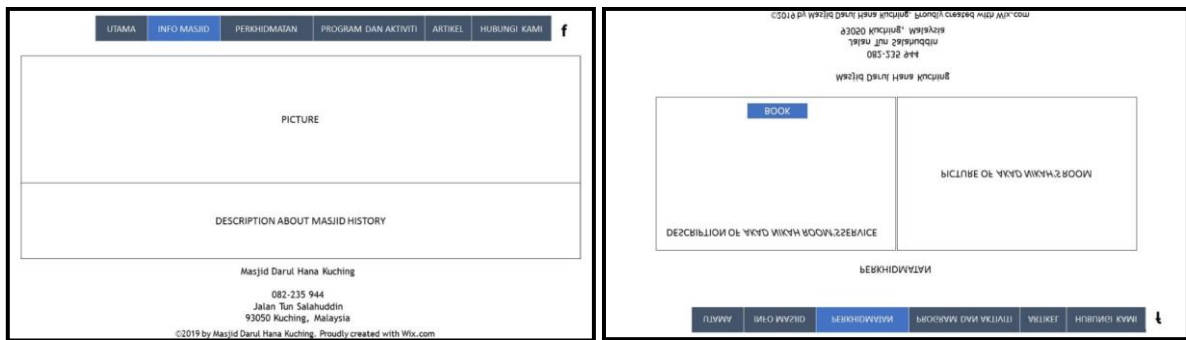 UTAMA INFO MASJID PERKHIDMATAN PROGRAM DAN AKTIVITI ARTIKEL HUBUNGI KAMI f
PICTURE
DESCRIPTION ABOUT MASJID HISTORY
Masjid Darul Hana Kuching
082-235 944
Jalan Tun Salahuddin
93050 Kuching, Malaysia
©2019 by Masjid Darul Hana Kuching. Proudly created with Wix.com
UTAMA INFO MASJID PERKHIDMATAN PROGRAM DAN AKTIVITI ARTIKEL HUBUNGI KAMI f
PERKHIDMATAN
DESCRIPTION OF AKAD NIKAH ROOM'SSERVICE
BOOK
PICTURE OF AKAD NIKAH'S ROOM
Masjid Darul Hana Kuching
082-235 944
Jalan Tun Salahuddin
93050 Kuching, Malaysia
©2019 by Masjid Darul Hana Kuching. Proudly created with Wix.com